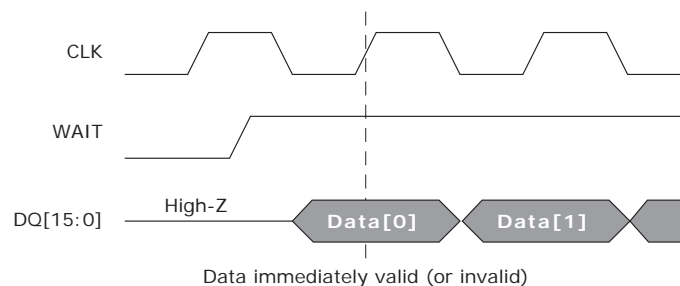 CLK
WAIT
DQ[15:0]
High-Z
Data[0]
Data[1]
Data immediately valid (or invalid)